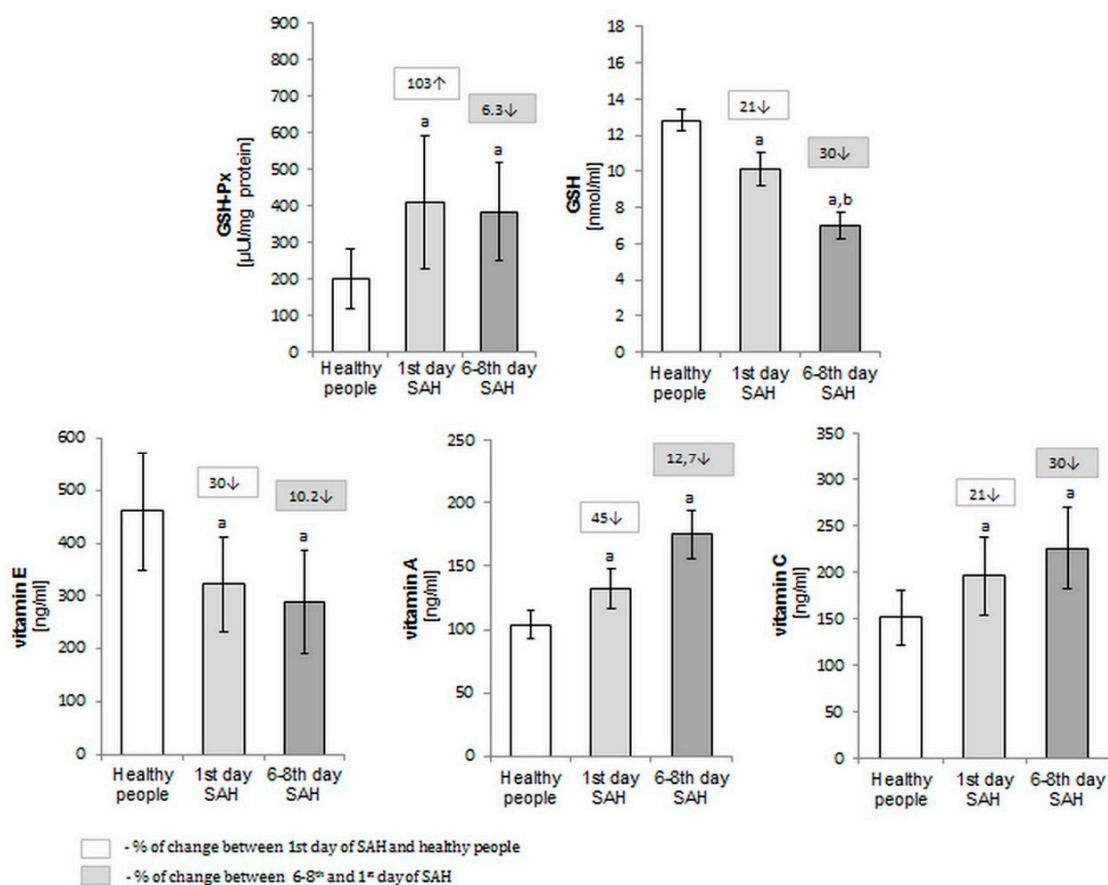 GSH-Px
[µU/mg protein]
900
800
700
600
500
400
300
200
100
0
103↑
6.3↓
a
a
Healthy people
1st day SAH
6-8th day SAH
GSH
[nmol/ml]
18
16
14
12
10
8
6
4
2
0
21↓
30↓
a
a,b
Healthy people
1st day SAH
6-8th day SAH
vitamin E
[ng/ml]
600
500
400
300
200
100
0
30↓
10.2↓
a
a
Healthy people
1st day SAH
6-8th day SAH
vitamin A
[ng/ml]
250
200
150
100
50
0
45↓
12,7↓
a
a
Healthy people
1st day SAH
6-8th day SAH
vitamin C
[ng/ml]
350
300
250
200
150
100
50
0
21↓
30↓
a
a
Healthy people
1st day SAH
6-8th day SAH
- % of change between 1st day of SAH and healthy people
- % of change between 6-8th and 1st day of SAH